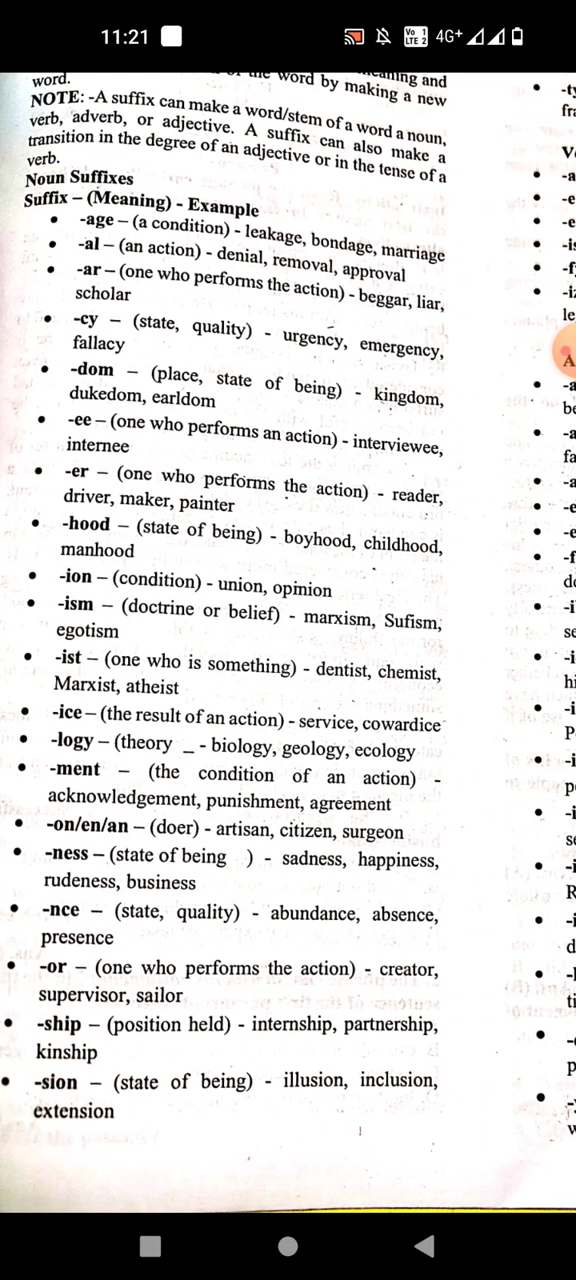 11:21
Vo 1
LTE 2
4G+
word by making a new
word.
NOTE: -A suffix can make a word/stem of a word a noun,
verb, adverb, or adjective. A suffix can also make a
transition in the degree of an adjective or in the tense of a
verb.
Noun Suffixes
Suffix – (Meaning) - Example
• -age – (a condition) - leakage, bondage, marriage
• -al – (an action) - denial, removal, approval
• -ar – (one who performs the action) - beggar, liar,
scholar
• -cy – (state, quality) - urgency, emergency,
fallacy
• -dom – (place, state of being) - kingdom,
dukedom, earldom
• -ee – (one who performs an action) - interviewee,
internee
• -er – (one who performs the action) - reader,
driver, maker, painter
• -hood – (state of being) - boyhood, childhood,
manhood
• -ion – (condition) - union, opinion
• -ism – (doctrine or belief) - marxism, Sufism,
egotism
• -ist – (one who is something) - dentist, chemist,
Marxist, atheist
• -ice – (the result of an action) - service, cowardice
• -logy – (theory _ - biology, geology, ecology
• -ment – (the condition of an action) -
acknowledgement, punishment, agreement
• -on/en/an – (doer) - artisan, citizen, surgeon
• -ness – (state of being ) - sadness, happiness,
rudeness, business
• -nce – (state, quality) - abundance, absence,
presence
• -or – (one who performs the action) - creator,
supervisor, sailor
• -ship – (position held) - internship, partnership,
kinship
• -sion – (state of being) - illusion, inclusion,
extension